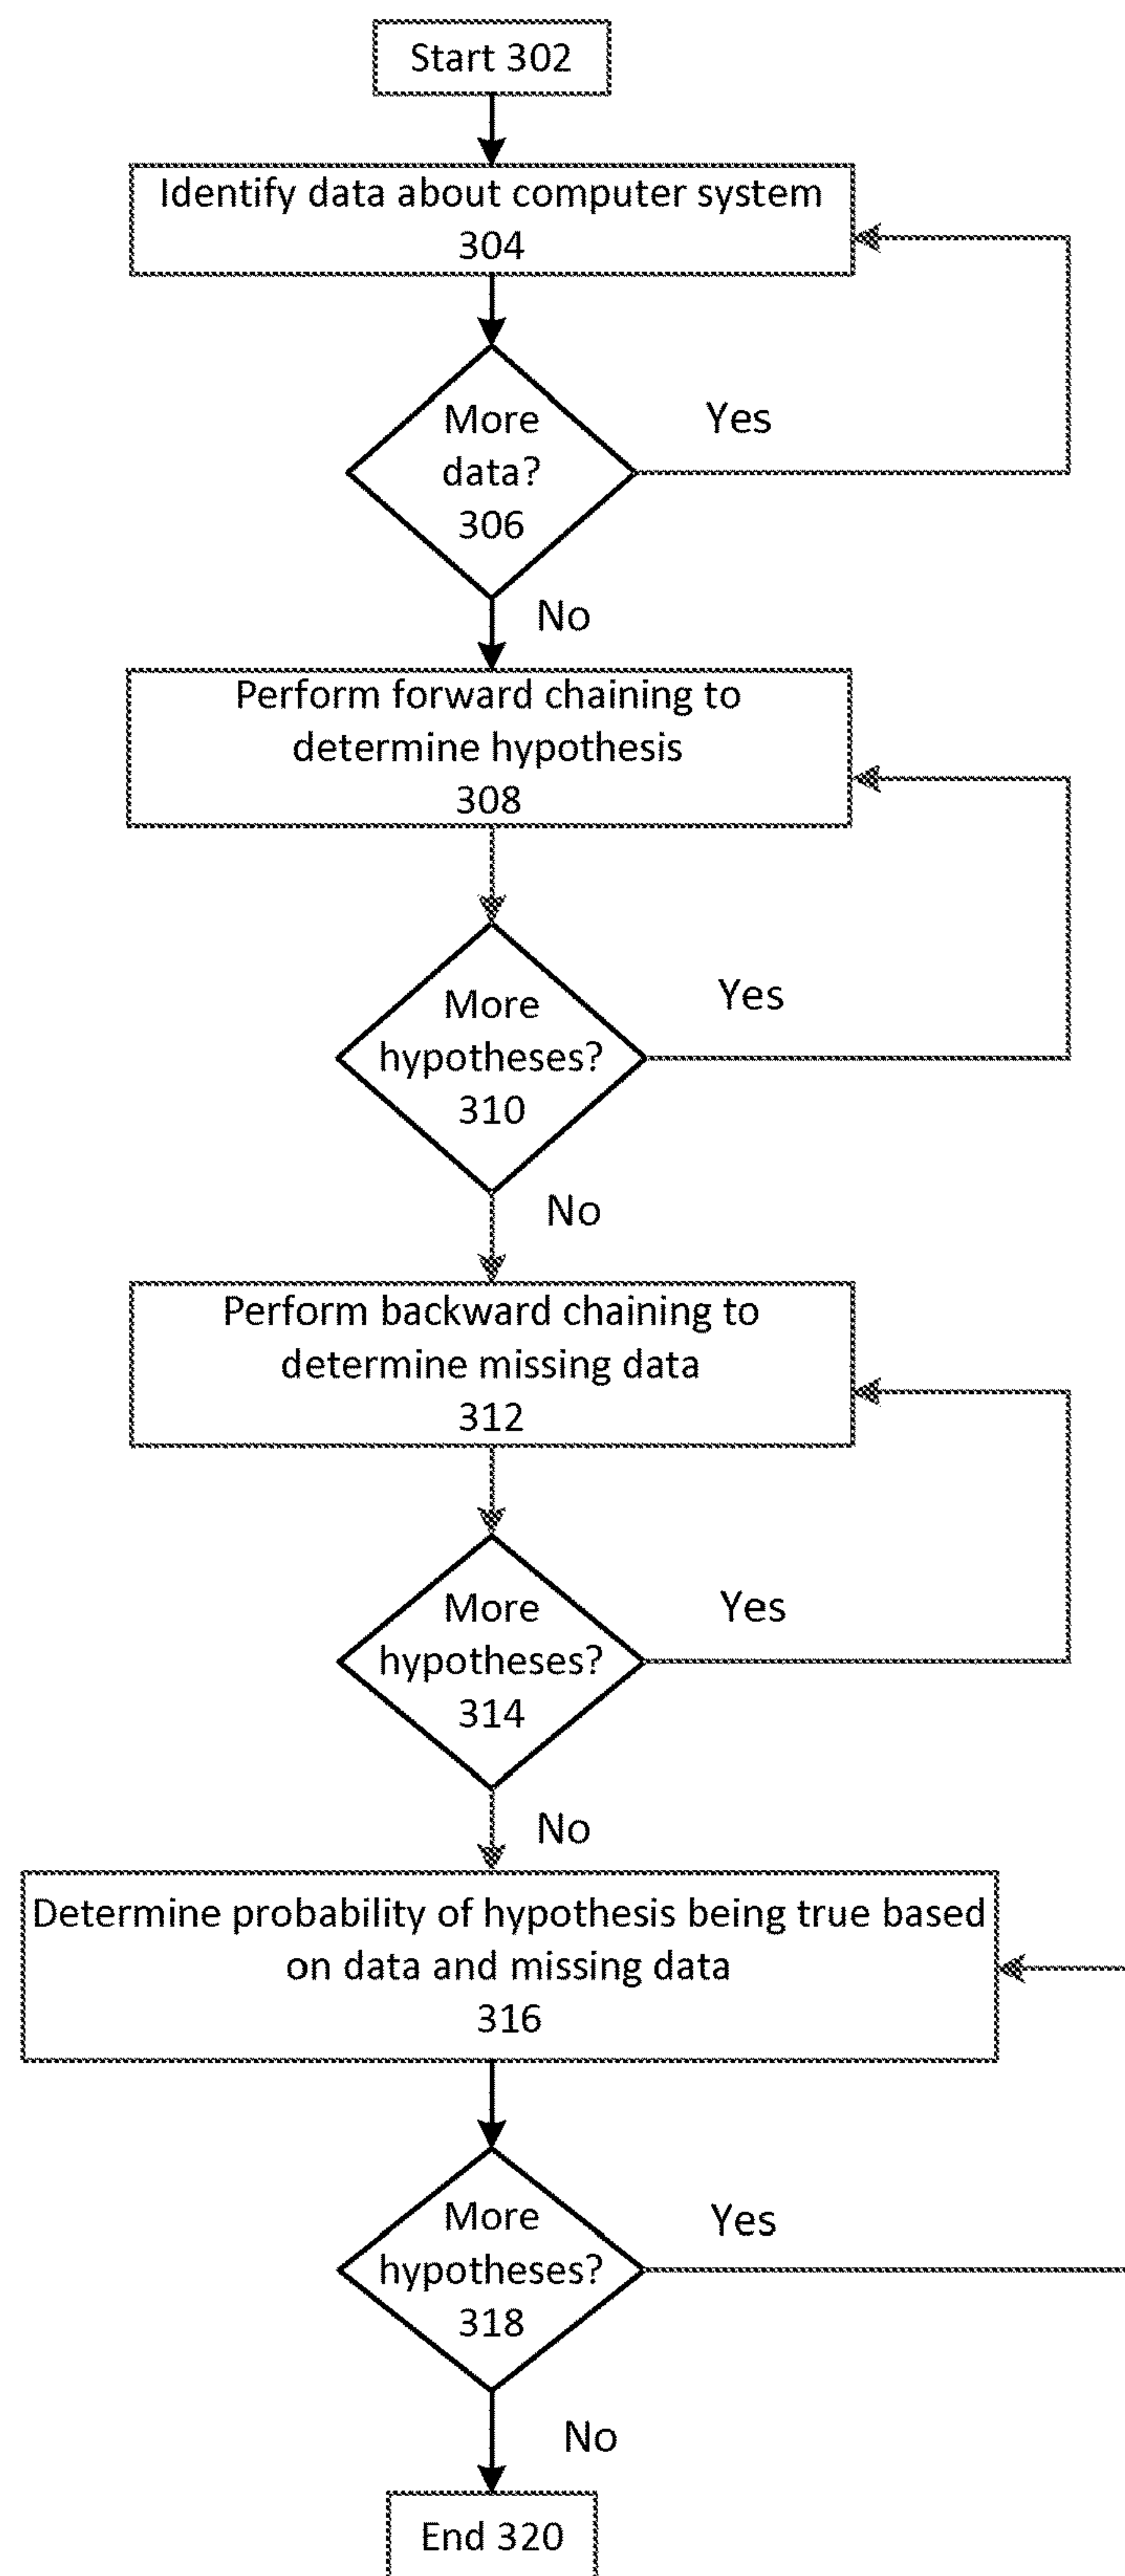 Start 302
Identify data about computer system
304
More
data?
306
Yes
No
Perform forward chaining to
determine hypothesis
308
More
hypotheses?
310
Yes
No
Perform backward chaining to
determine missing data
312
More
hypotheses?
314
Yes
No
Determine probability of hypothesis being true based
on data and missing data
316
More
hypotheses?
318
Yes
No
End 320